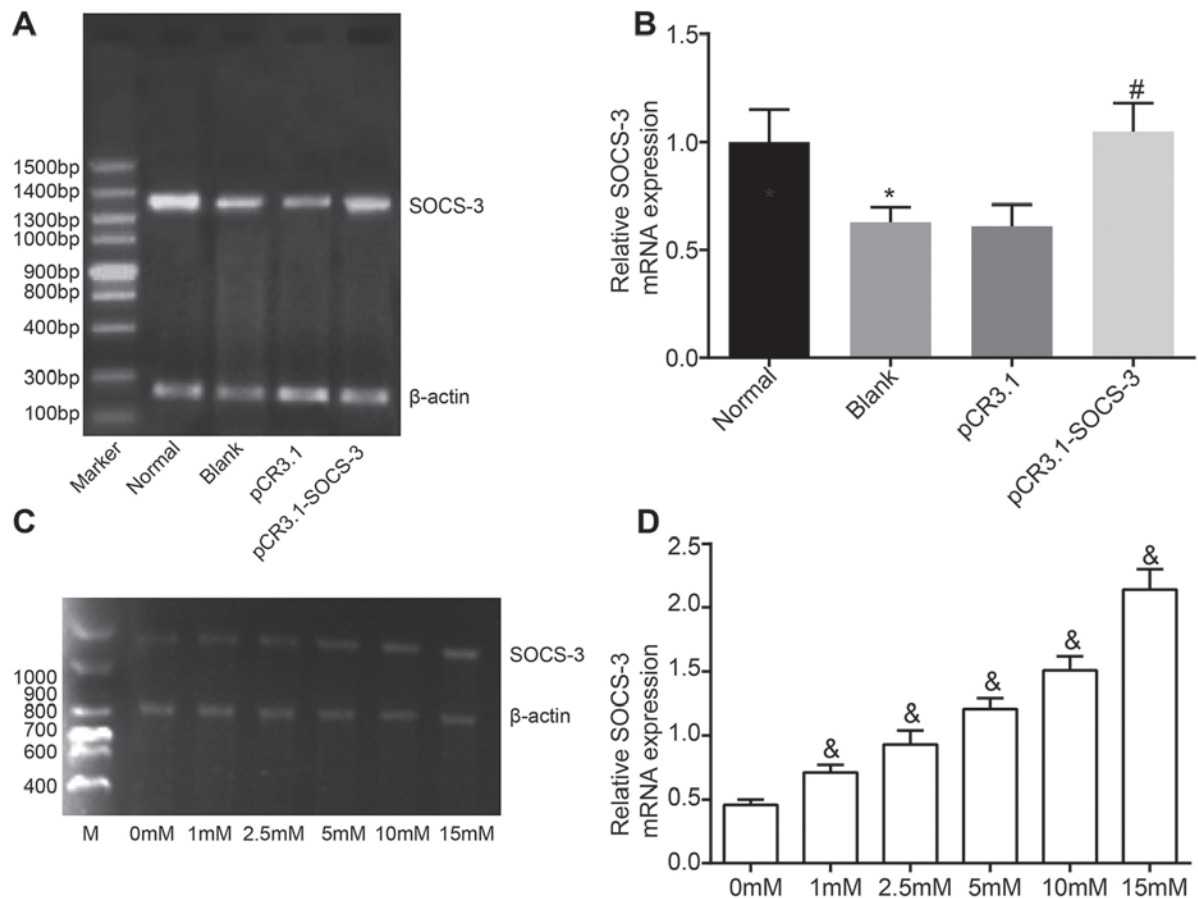 A
1500bp
1400bp
1300bp
1000bp
900bp
800bp
400bp
300bp
100bp
SOCS-3
β-actin
Marker
Normal
Blank
pCR3.1
pCR3.1-SOCS-3
B
Relative SOCS-3
mRNA expression
1.5
1.0
0.5
0.0
*
*
#
Normal
Blank
pCR3.1
pCR3.1-SOCS-3
C
1000
900
800
700
600
400
SOCS-3
β-actin
M 0mM 1mM 2.5mM 5mM 10mM 15mM
D
Relative SOCS-3
mRNA expression
2.5
2.0
1.5
1.0
0.5
0.0
&
&
&
&
&
0mM 1mM 2.5mM 5mM 10mM 15mM